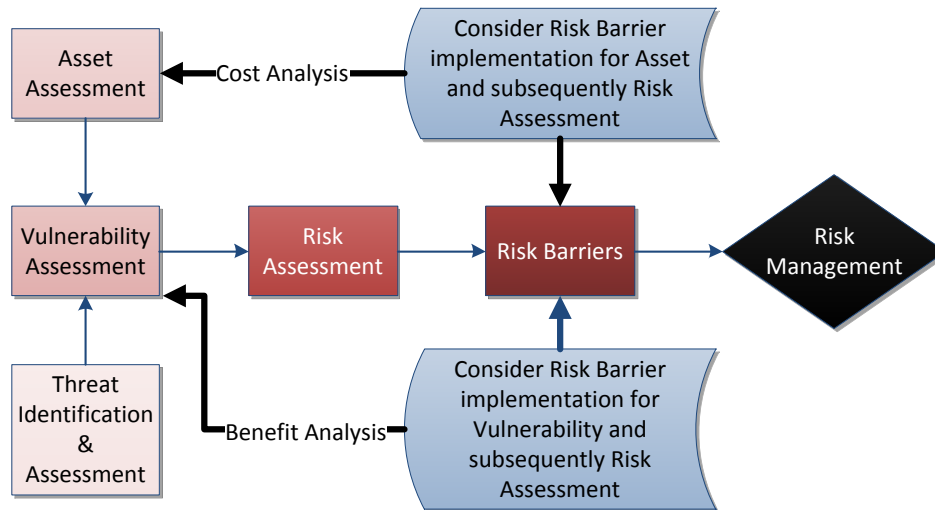 Asset
Assessment
Cost Analysis
Consider Risk Barrier
implementation for Asset
and subsequently Risk
Assessment
Vulnerability
Assessment
Risk
Assessment
Risk Barriers
Risk
Management
Threat
Identification
&
Assessment
Benefit Analysis
Consider Risk Barrier
implementation for
Vulnerability and
subsequently Risk
Assessment